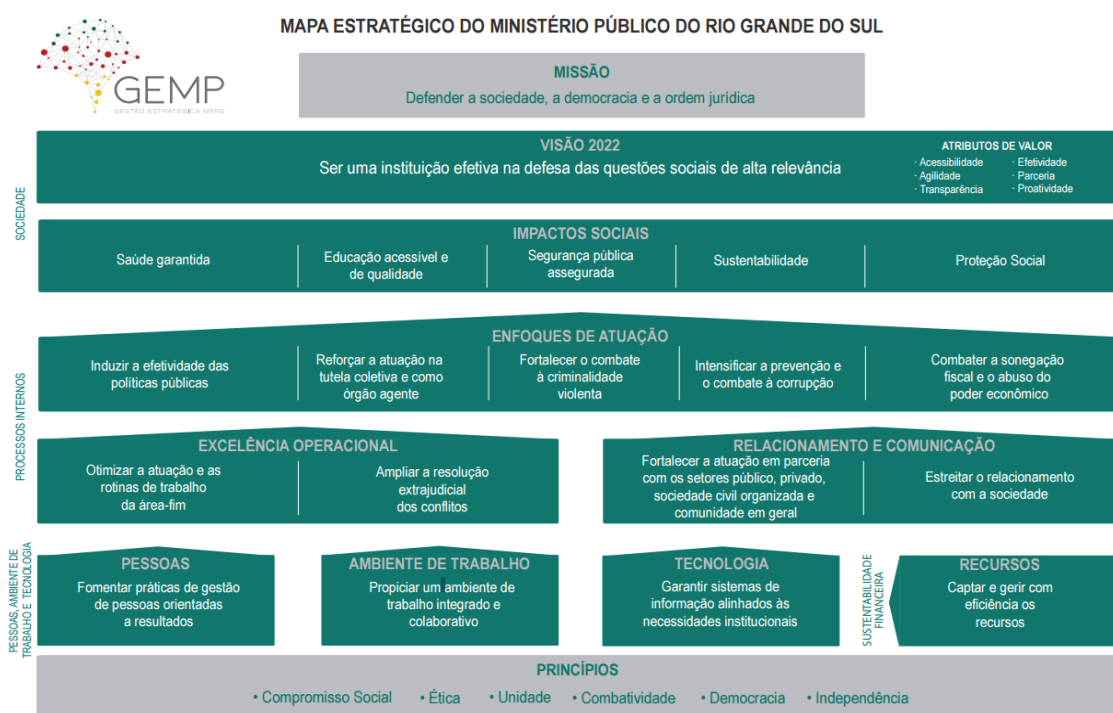 MAPA ESTRATÉGICO DO MINISTÉRIO PÚBLICO DO RIO GRANDE DO SUL
GEMP
GESTÃO ESTRATÉGICA MPRS
MISSÃO
Defender a sociedade, a democracia e a ordem jurídica
SOCIEDADE
VISÃO 2022
Ser uma instituição efetiva na defesa das questões sociais de alta relevância
ATRIBUTOS DE VALOR
· Acessibilidade
· Agilidade
· Transparência
· Efetividade
· Parceria
· Proatividade
IMPACTOS SOCIAIS
Saúde garantida
Educação acessível e
de qualidade
Segurança pública
assegurada
Sustentabilidade
Proteção Social
PROCESSOS INTERNOS
ENFOQUES DE ATUAÇÃO
Induzir a efetividade das
políticas públicas
Reforçar a atuação na
tutela coletiva e como
órgão agente
Fortalecer o combate
à criminalidade
violenta
Intensificar a prevenção e
o combate à corrupção
Combater a sonegação
fiscal e o abuso do
poder econômico
EXCELÊNCIA OPERACIONAL
Otimizar a atuação e as
rotinas de trabalho
da área-fim
Ampliar a resolução
extrajudicial
dos conflitos
RELACIONAMENTO E COMUNICAÇÃO
Fortalecer a atuação em parceria
com os setores público, privado,
sociedade civil organizada e
comunidade em geral
Estreitar o relacionamento
com a sociedade
PESSOAS, AMBIENTE DE
TRABALHO E TECNOLOGIA
PESSOAS
Fomentar práticas de gestão
de pessoas orientadas
a resultados
AMBIENTE DE TRABALHO
Propiciar um ambiente de
trabalho integrado e
colaborativo
TECNOLOGIA
Garantir sistemas de
informação alinhados às
necessidades institucionais
SUSTENTABILIDADE
FINANCEIRA
RECURSOS
Captar e gerir com
eficiência os
recursos
PRINCÍPIOS
• Compromisso Social • Ética • Unidade • Combatividade • Democracia • Independência